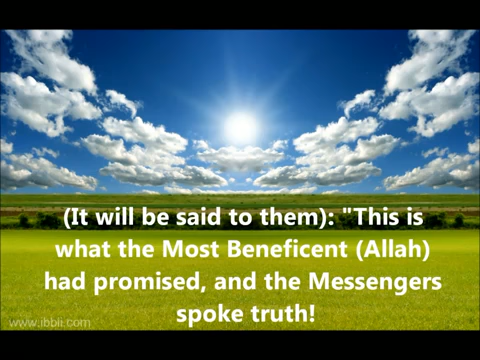 (It will be said to them): "This is
what the Most Beneficent (Allah)
had promised, and the Messengers
spoke truth!
www.ibbli.com